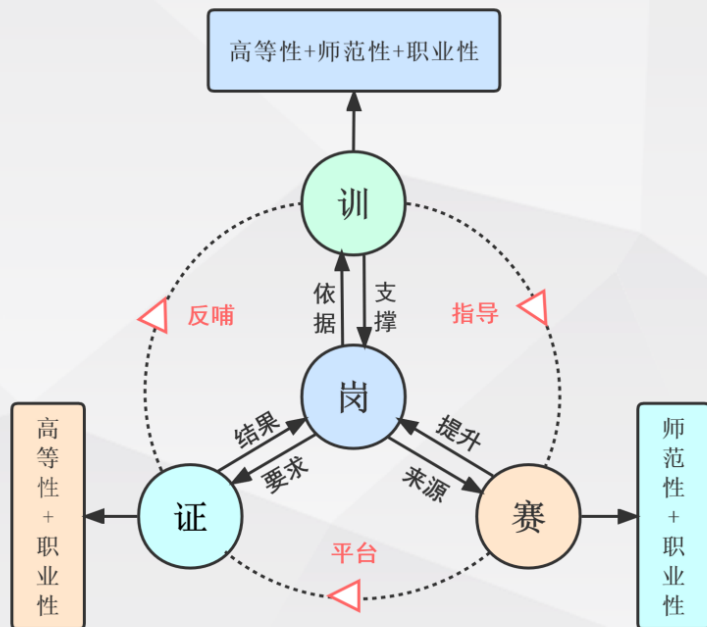 高等性+师范性+职业性
训
依据
支撑
反哺
指导
岗
结果
要求
提升
来源
高等性+职业性
师范性+职业性
证
赛
平台